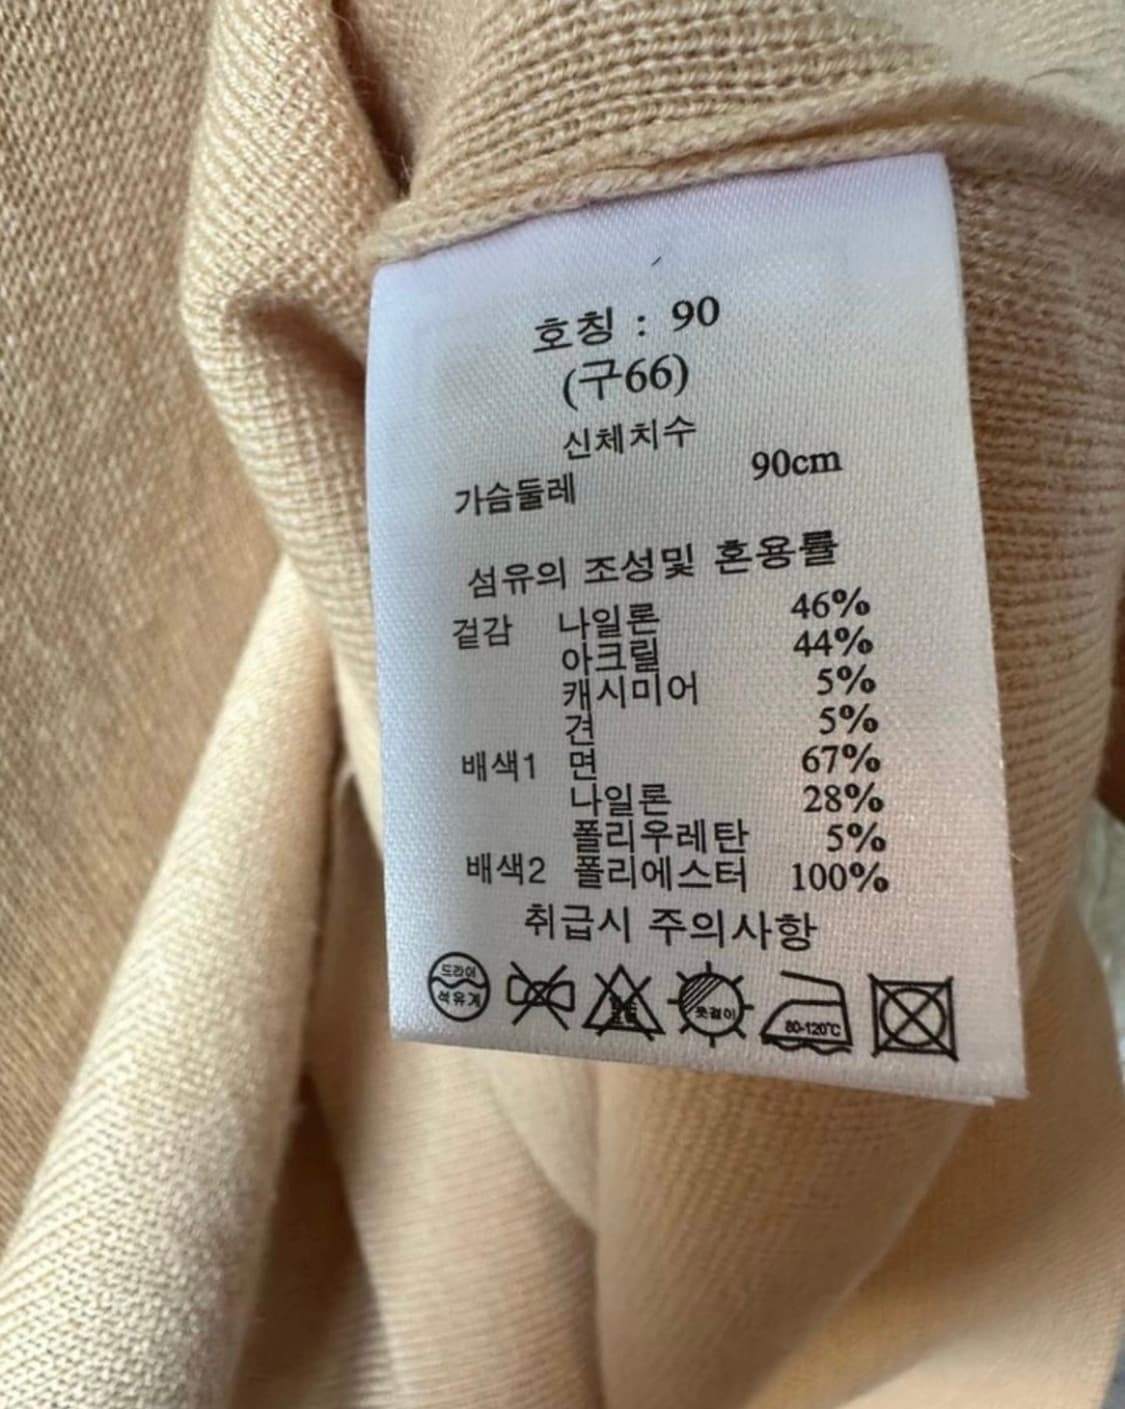 호칭 : 90
(구66)
신체치수
가슴둘레 90cm
섬유의 조성및 혼용률
겉감 나일론 46%
아크릴 44%
캐시미어 5%
견 5%
배색1 면 67%
나일론 28%
폴리우레탄 5%
배색2 폴리에스터 100%
취급시 주의사항
드라이
석유계
옷걸이
80-120℃